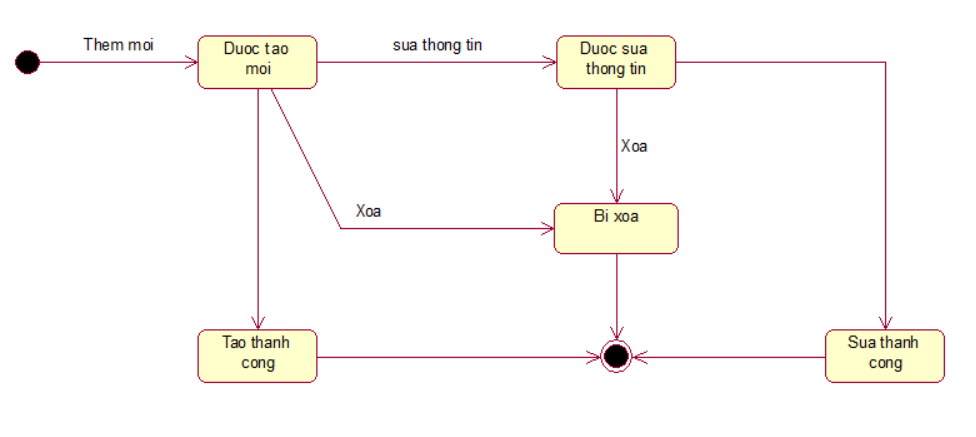 Them moi
Duoc tao
moi
sua thong tin
Duoc sua
thong tin
Xoa
Xoa
Bi xoa
Tao thanh
cong
Sua thanh
cong